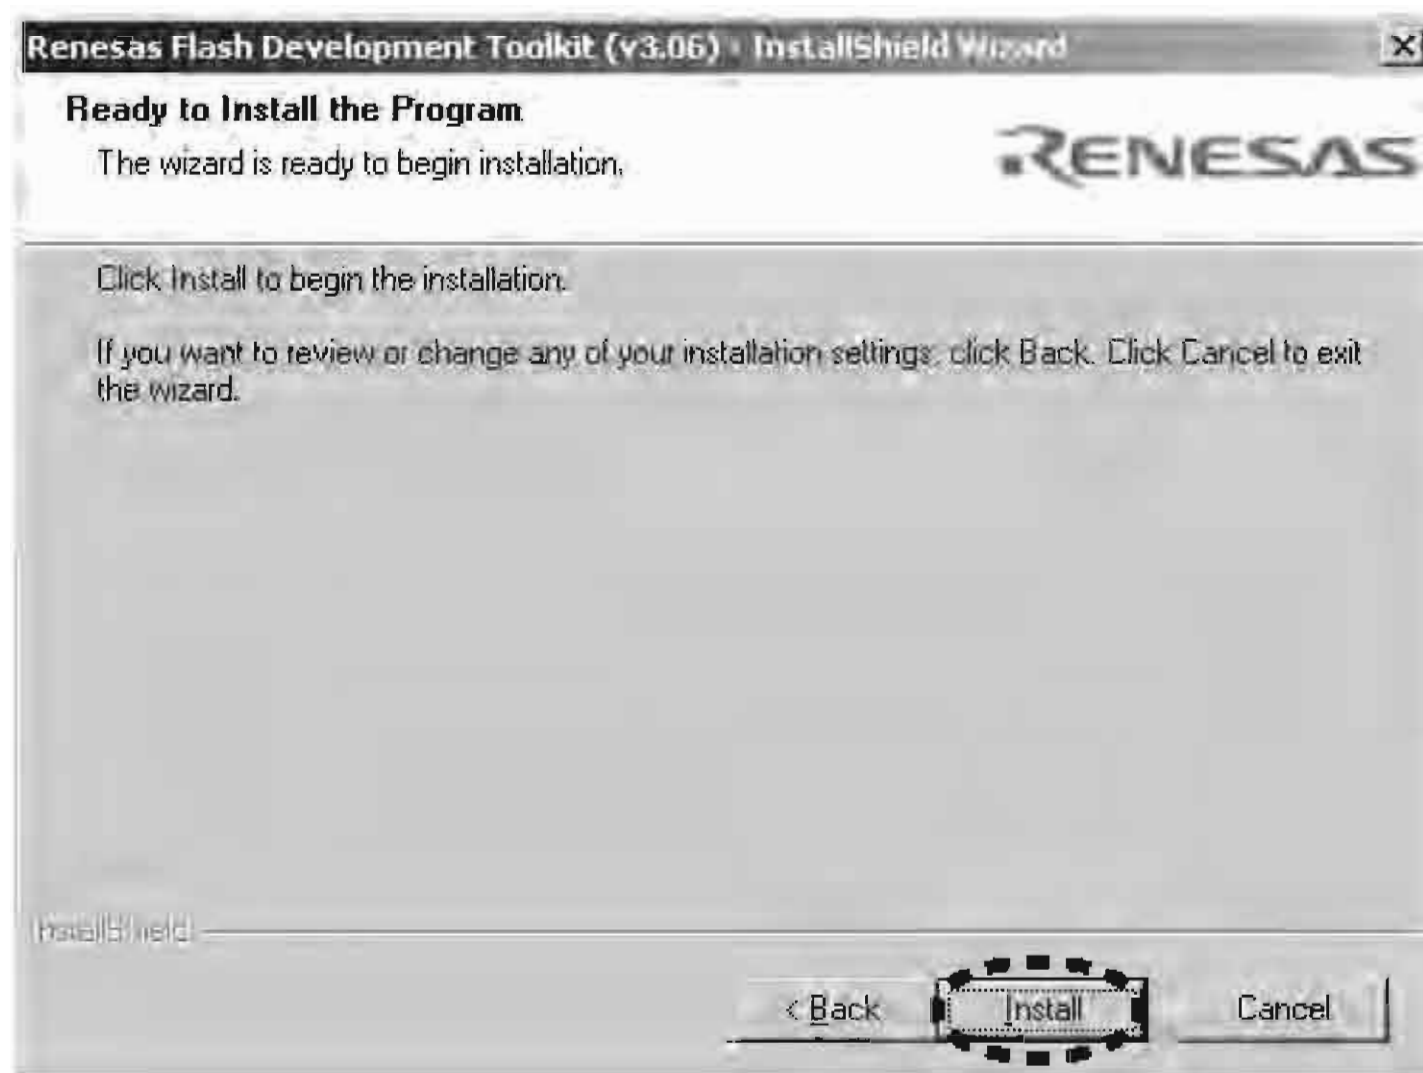 Renesas Flash Development Toolkit (v3.06) - InstallShield Wizard
Ready to Install the Program
The wizard is ready to begin installation.
RENESAS
Click Install to begin the installation.
If you want to review or change any of your installation settings, click Back. Click Cancel to exit
the wizard.
InstallShield
< Back Install Cancel